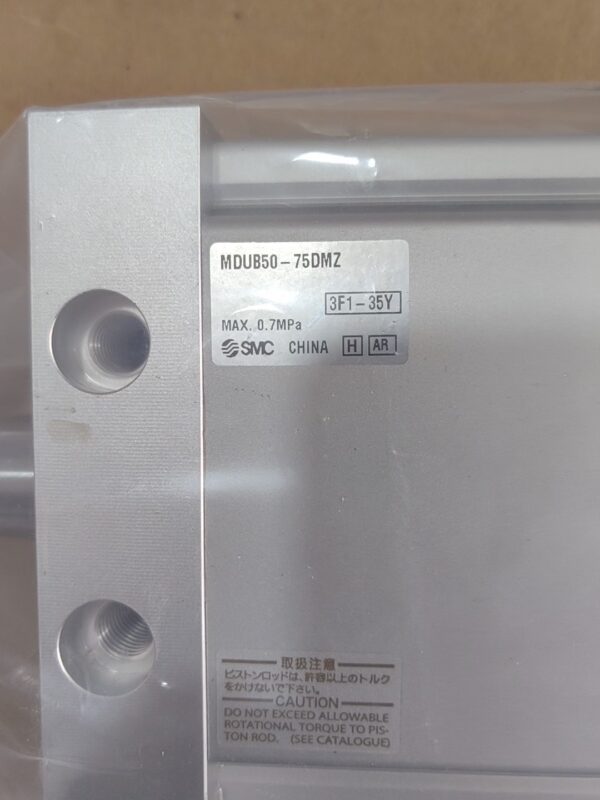 MDUB50-75DMZ
3F1-35Y
MAX. 0.7MPa
SMC CHINA H AR
取扱注意
ピストンロッドは、許容以上のトルク
をかけないで下さい。
CAUTION
DO NOT EXCEED ALLOWABLE
ROTATIONAL TORQUE TO PIS-
TON ROD. (SEE CATALOGUE)